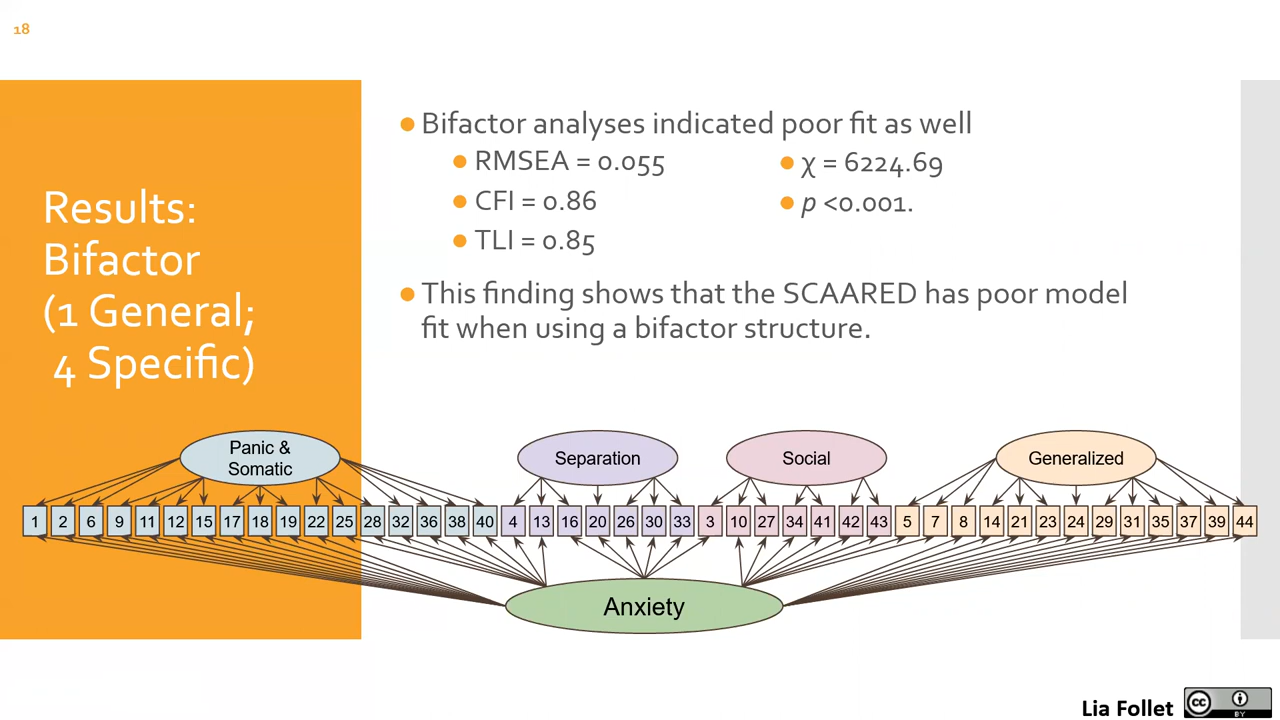 18
Results:
Bifactor
(1 General;
4 Specific)
● Bifactor analyses indicated poor fit as well
● RMSEA = 0.055
● CFI = 0.86
● TLI = 0.85
● χ = 6224.69
● p <0.001.
● This finding shows that the SCAARED has poor model
fit when using a bifactor structure.
Panic &
Somatic
Separation
Social
Generalized
1 2 6 9 11 12 15 17 18 19 22 25 28 32 36 38 40 4 13 16 20 26 30 33 3 10 27 34 41 42 43 5 7 8 14 21 23 24 29 31 35 37 39 44
Anxiety
Lia Follet
cc
BY